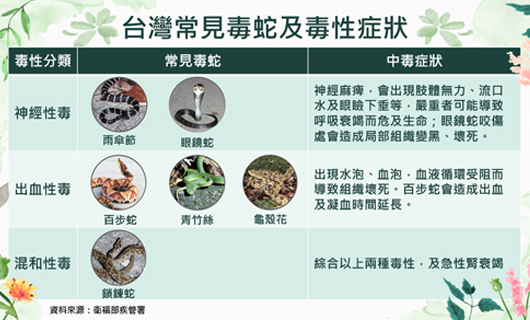 台灣常見毒蛇及毒性症狀
毒性分類 常見毒蛇 中毒症狀
神經性毒
雨傘節 眼鏡蛇
神經麻痺，會出現肢體無力、流口
水及眼瞼下垂等，嚴重者可能導致
呼吸衰竭而危及生命；眼鏡蛇咬傷
處會造成局部組織變黑、壞死。
出血性毒
百步蛇 青竹絲 龜殼花
出現水泡、血泡，血液循環受阻而
導致組織壞死。百步蛇會造成出血
及凝血時間延長。
混和性毒
鎖鍊蛇
綜合以上兩種毒性，及急性腎衰竭
資料來源：衛福部疾管署